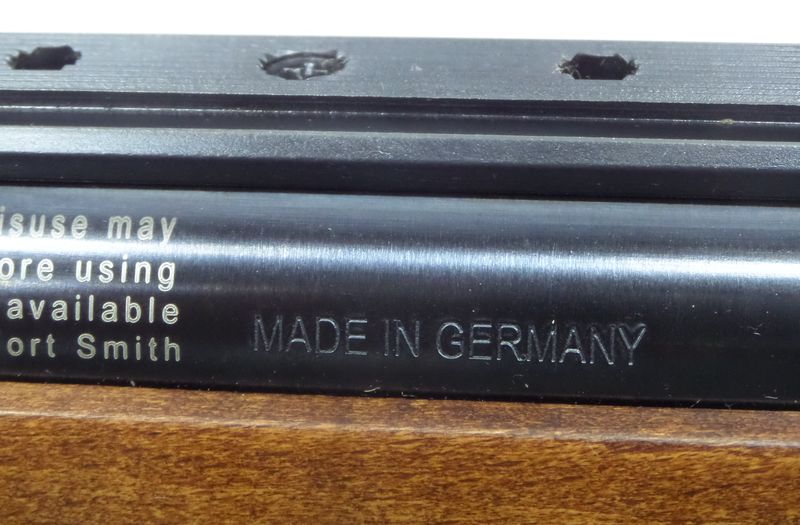 isuse may
ore using
available
ort Smith
MADE IN GERMANY